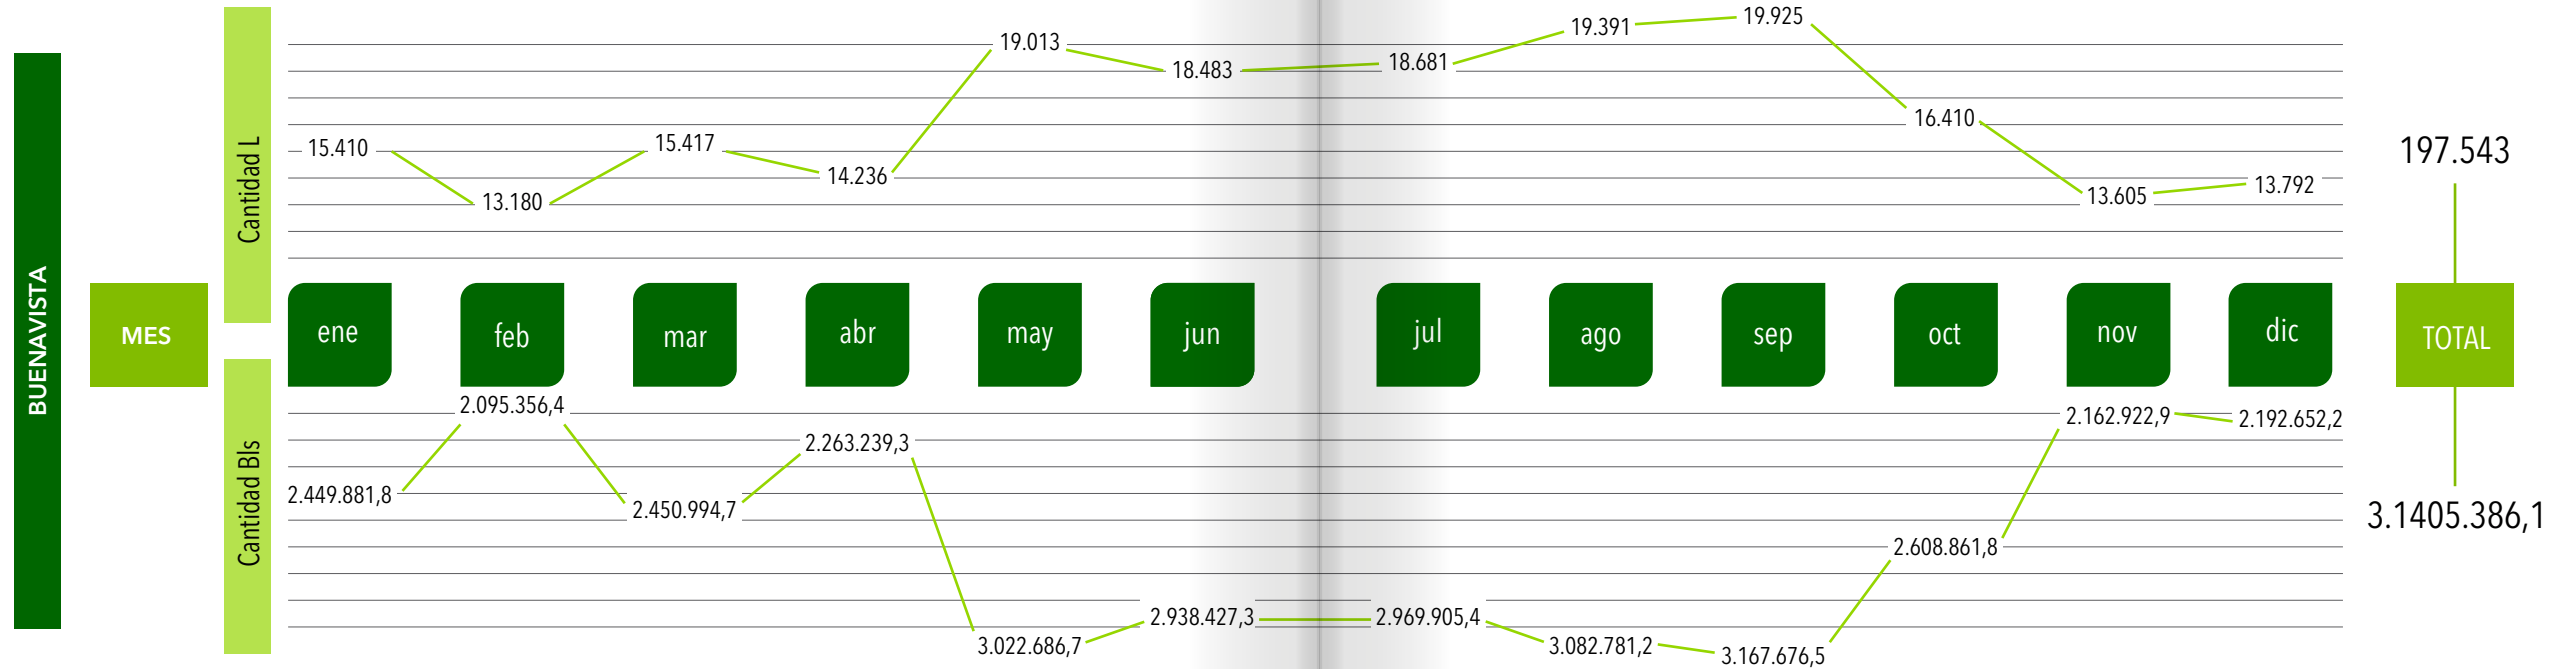 BUENAVISTA
MES
Cantidad L
15.410
13.180
15.417
14.236
19.013
18.483
18.681
19.391
19.925
16.410
13.605
13.792
197.543
ene
feb
mar
abr
may
jun
jul
ago
sep
oct
nov
dic
TOTAL
Cantidad Bls
2.449.881,8
2.095.356,4
2.450.994,7
2.263.239,3
3.022.686,7
2.938.427,3
2.969.905,4
3.082.781,2
3.167.676,5
2.608.861,8
2.162.922,9
2.192.652,2
3.1405.386,1